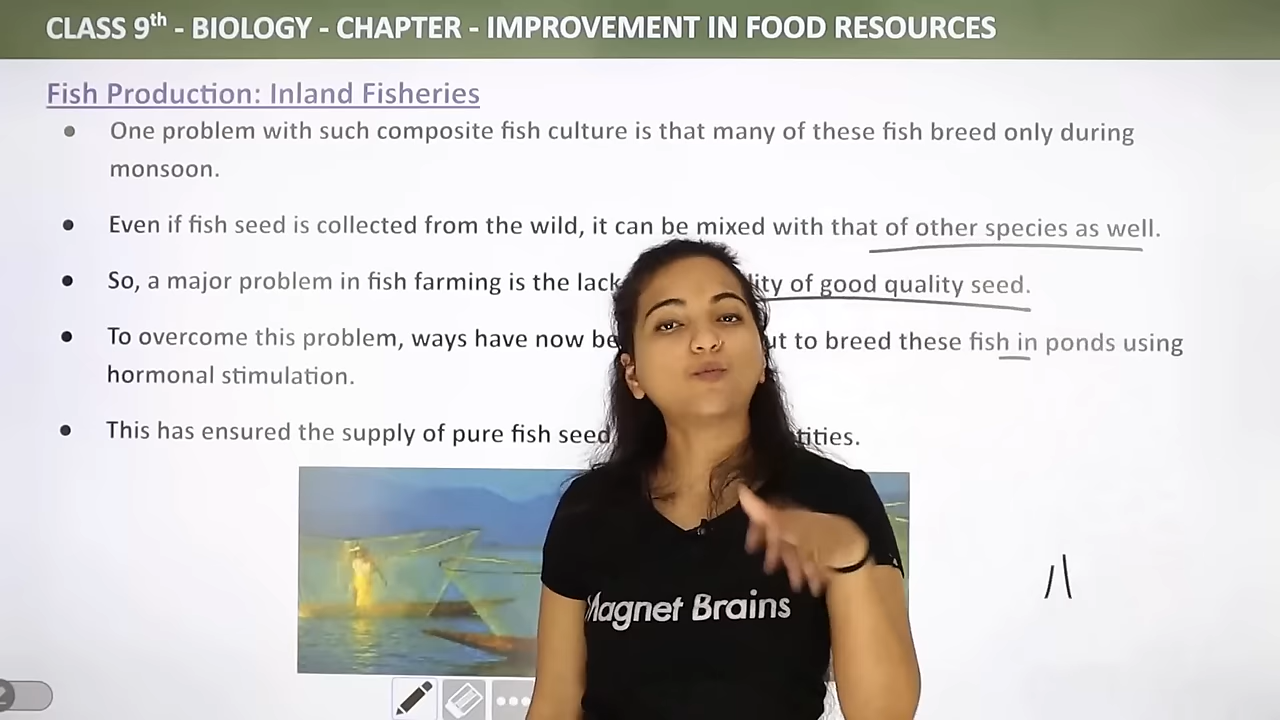 CLASS 9th - BIOLOGY - CHAPTER - IMPROVEMENT IN FOOD RESOURCES
Fish Production: Inland Fisheries
• One problem with such composite fish culture is that many of these fish breed only during
monsoon.
• Even if fish seed is collected from the wild, it can be mixed with that of other species as well.
• So, a major problem in fish farming is the lack of good quality seed.
• To overcome this problem, ways have now to breed these fish in ponds using
hormonal stimulation.
• This has ensured the supply of pure fish seed
Magnet Brains